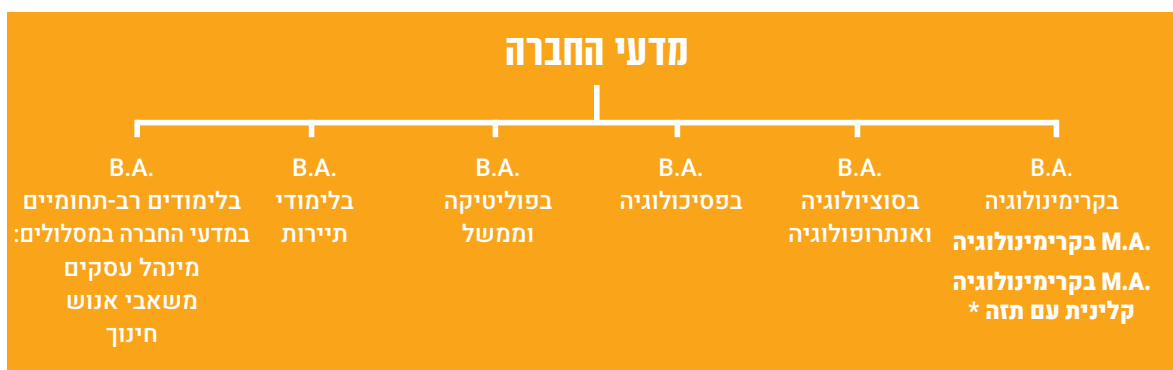 מדעי החברה
B.A.
בקרימינולוגיה
M.A. בקרימינולוגיה
M.A. בקרימינולוגיה
קלינית עם תזה *
B.A.
בסוציולוגיה
ואנתרופולוגיה
B.A.
בפסיכולוגיה
B.A.
בפוליטיקה
וממשל
B.A.
בלימודי
תיירות
B.A.
בלימודים רב-תחומיים
במדעי החברה במסלולים:
מינהל עסקים
משאבי אנוש
חינוך